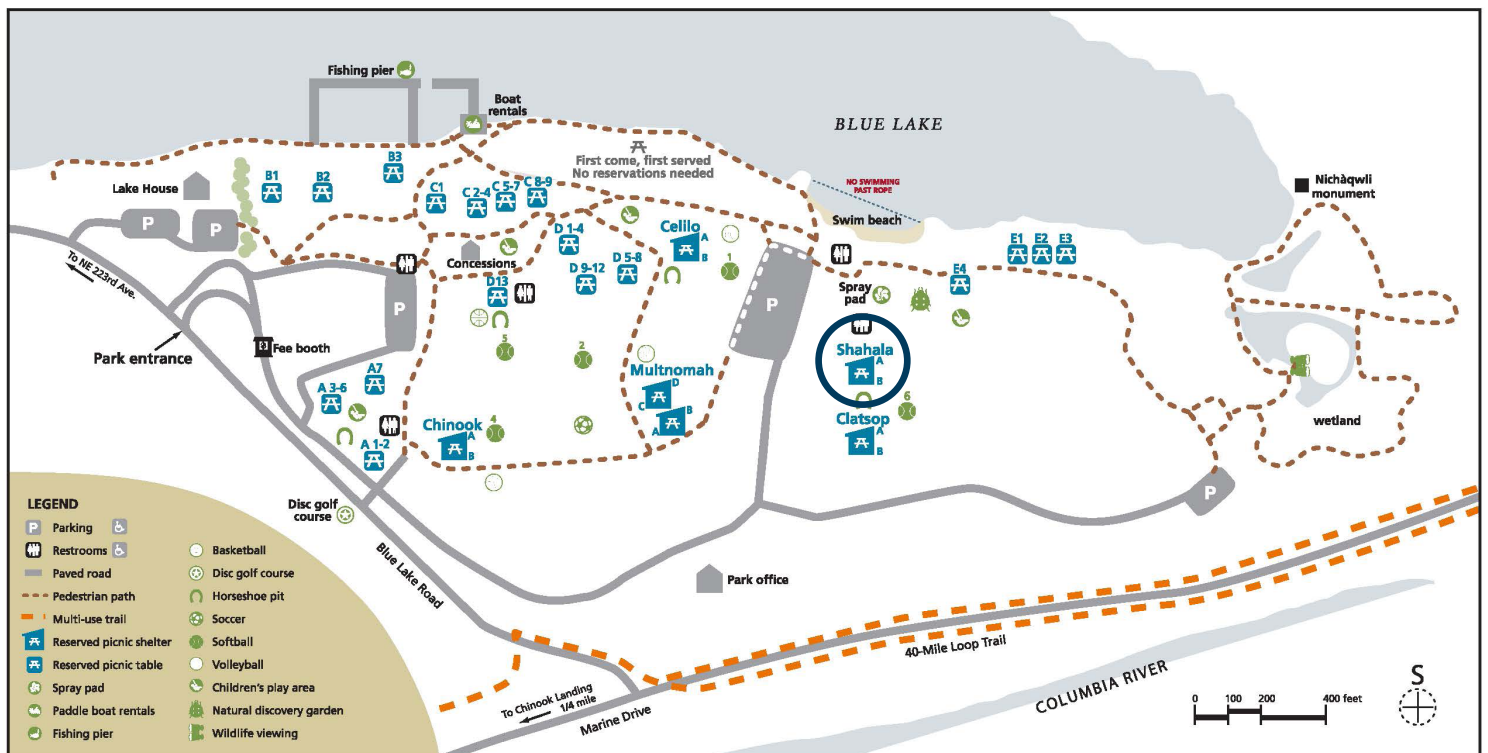 Fishing pier
Boat
rentals
BLUE LAKE
First come, first served
No reservations needed
NO SWIMMING
PAST ROPE
Swim beach
Nichàqwli
monument
Lake House
B1
B2
B3
C1
C 2-4
C 5-7
C 8-9
P
P
To NE 223rd Ave.
Concessions
D 1-4
D 9-12
D 5-8
D13
Celilo
A
B
1
P
P
E1
E2
E3
E4
Spray
pad
Park entrance
Fee booth
5
2
Shahala
A
B
Multnomah
D
C
B
A
A7
A 3-6
A 1-2
Chinook
A
B
4
6
Clatsop
A
B
wetland
P
Disc golf
course
Blue Lake Road
Park office
40-Mile Loop Trail
COLUMBIA RIVER
To Chinook Landing
1/4 mile
Marine Drive
0 100 200 400 feet
S
LEGEND
P Parking
Restrooms
Paved road
Pedestrian path
Multi-use trail
Reserved picnic shelter
Reserved picnic table
Spray pad
Paddle boat rentals
Fishing pier
Basketball
Disc golf course
Horseshoe pit
Soccer
Softball
Volleyball
Children's play area
Natural discovery garden
Wildlife viewing